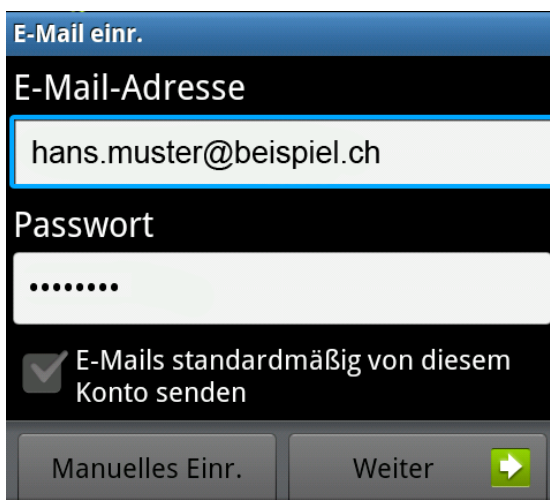 E-Mail einr.
E-Mail-Adresse
hans.muster@beispiel.ch
Passwort
••••••••
E-Mails standardmäßig von diesem
Konto senden
Manuelles Einr.
Weiter